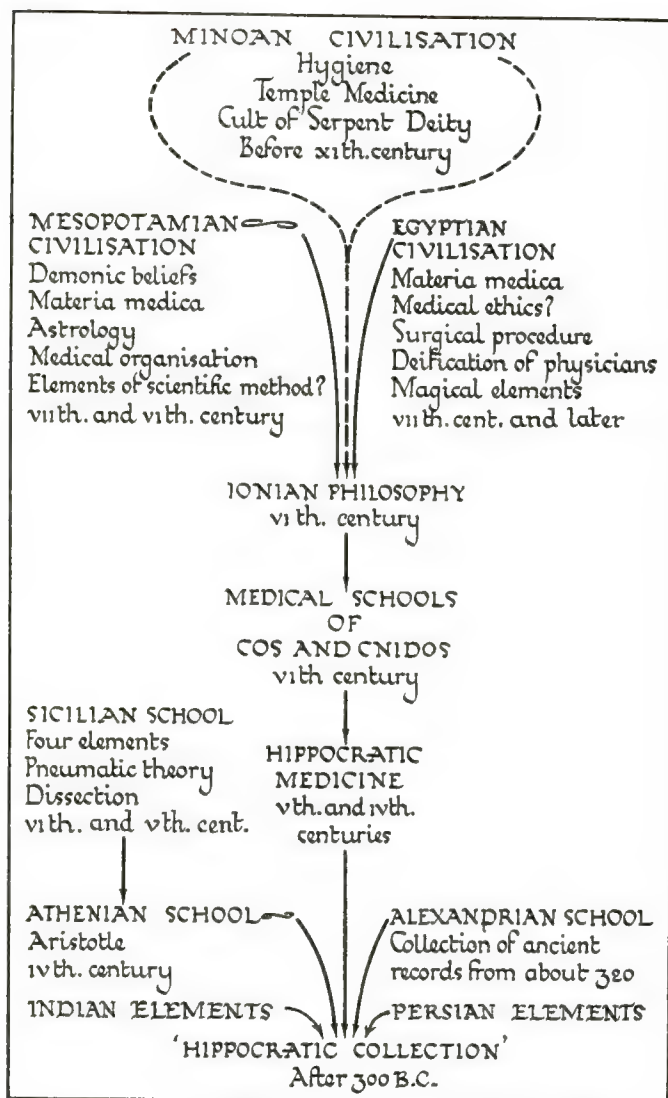 MINOAN CIVILISATION
Hygiene
Temple Medicine
Cult of Serpent Deity
Before xith. century
MESOPOTAMIAN
CIVILISATION
Demonic beliefs
Materia medica
Astrology
Medical organisation
Elements of scientific method?
viith. and vith. century
EGYPTIAN
CIVILISATION
Materia medica
Medical ethics?
Surgical procedure
Deification of physicians
Magical elements
viith. cent. and later
IONIAN PHILOSOPHY
vith. century
MEDICAL SCHOOLS
OF
COS AND CNIDOS
vith century
SICILIAN SCHOOL
Four elements
Pneumatic theory
Dissection
vith. and vth. cent.
HIPPOCRATIC
MEDICINE
vth. and ivth.
centuries
ATHENIAN SCHOOL
Aristotle
ivth. century
ALEXANDRIAN SCHOOL
Collection of ancient
records from about 320
INDIAN ELEMENTS
PERSIAN ELEMENTS
'HIPPOCRATIC COLLECTION'
After 300 B.C.